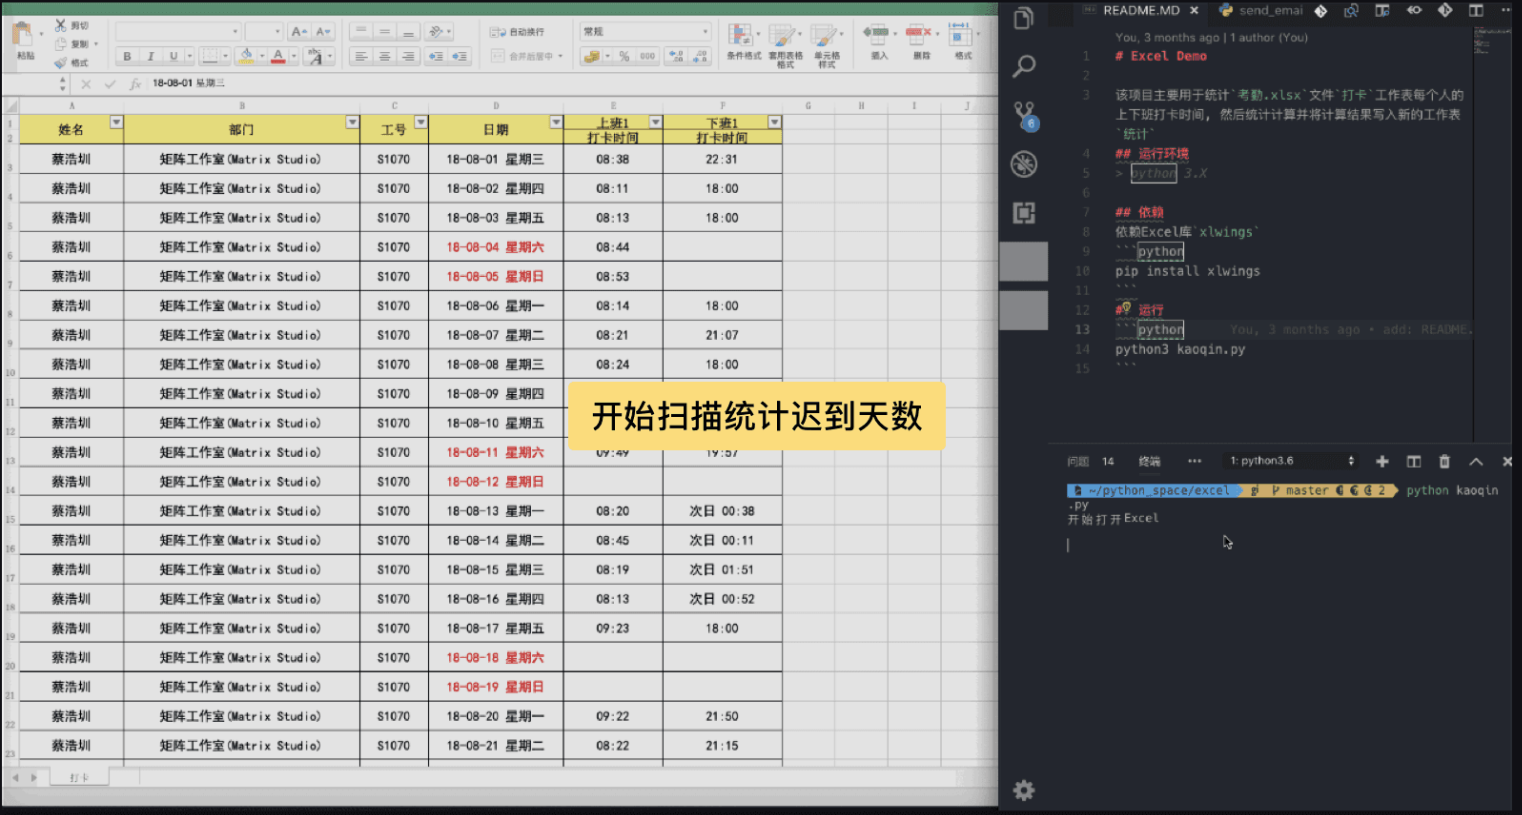 粘贴
剪切
复制
格式
自动换行
合并后居中
常规
条件格式 套用表格格式 单元格样式
插入 删除 格式
B I U
18-08-01 星期三
A B C D E F G H I J
姓名 部门 工号 日期 上班1 下班1
打卡时间 打卡时间
蔡浩圳 矩阵工作室(Matrix Studio) S1070 18-08-01 星期三 08:38 22:31
蔡浩圳 矩阵工作室(Matrix Studio) S1070 18-08-02 星期四 08:11 18:00
蔡浩圳 矩阵工作室(Matrix Studio) S1070 18-08-03 星期五 08:13 18:00
蔡浩圳 矩阵工作室(Matrix Studio) S1070 18-08-04 星期六 08:44
蔡浩圳 矩阵工作室(Matrix Studio) S1070 18-08-05 星期日 08:53
蔡浩圳 矩阵工作室(Matrix Studio) S1070 18-08-06 星期一 08:14 18:00
蔡浩圳 矩阵工作室(Matrix Studio) S1070 18-08-07 星期二 08:21 21:07
蔡浩圳 矩阵工作室(Matrix Studio) S1070 18-08-08 星期三 08:24 18:00
蔡浩圳 矩阵工作室(Matrix Studio) S1070 18-08-09 星期四
蔡浩圳 矩阵工作室(Matrix Studio) S1070 18-08-10 星期五
开始扫描统计迟到天数
蔡浩圳 矩阵工作室(Matrix Studio) S1070 18-08-11 星期六 09:49 19:57
蔡浩圳 矩阵工作室(Matrix Studio) S1070 18-08-12 星期日
蔡浩圳 矩阵工作室(Matrix Studio) S1070 18-08-13 星期一 08:20 次日 00:38
蔡浩圳 矩阵工作室(Matrix Studio) S1070 18-08-14 星期二 08:45 次日 00:11
蔡浩圳 矩阵工作室(Matrix Studio) S1070 18-08-15 星期三 08:19 次日 01:51
蔡浩圳 矩阵工作室(Matrix Studio) S1070 18-08-16 星期四 08:13 次日 00:52
蔡浩圳 矩阵工作室(Matrix Studio) S1070 18-08-17 星期五 09:23 18:00
蔡浩圳 矩阵工作室(Matrix Studio) S1070 18-08-18 星期六
蔡浩圳 矩阵工作室(Matrix Studio) S1070 18-08-19 星期日
蔡浩圳 矩阵工作室(Matrix Studio) S1070 18-08-20 星期一 09:22 21:50
蔡浩圳 矩阵工作室(Matrix Studio) S1070 18-08-21 星期二 08:22 21:15
打卡
README.MD × send_emai
You, 3 months ago | 1 author (You)
1 # Excel Demo
2
3 该项目主要用于统计`考勤.xlsx`文件`打卡`工作表每个人的
上下班打卡时间, 然后统计计算并将计算结果写入新的工作表
`统计`
4 ## 运行环境
5 > python 3.X
6
7 ## 依赖
8 依赖Excel库`xlwings`
9 ```python
10 pip install xlwings
11 ```
12 ## 运行
13 ```python You, 3 months ago • add: README.
14 python3 kaoqin.py
15 ```
6
问题 14 终端 ··· 1: python3.6
~/python_space/excel master 2 python kaoqin
.py
开始打开Excel